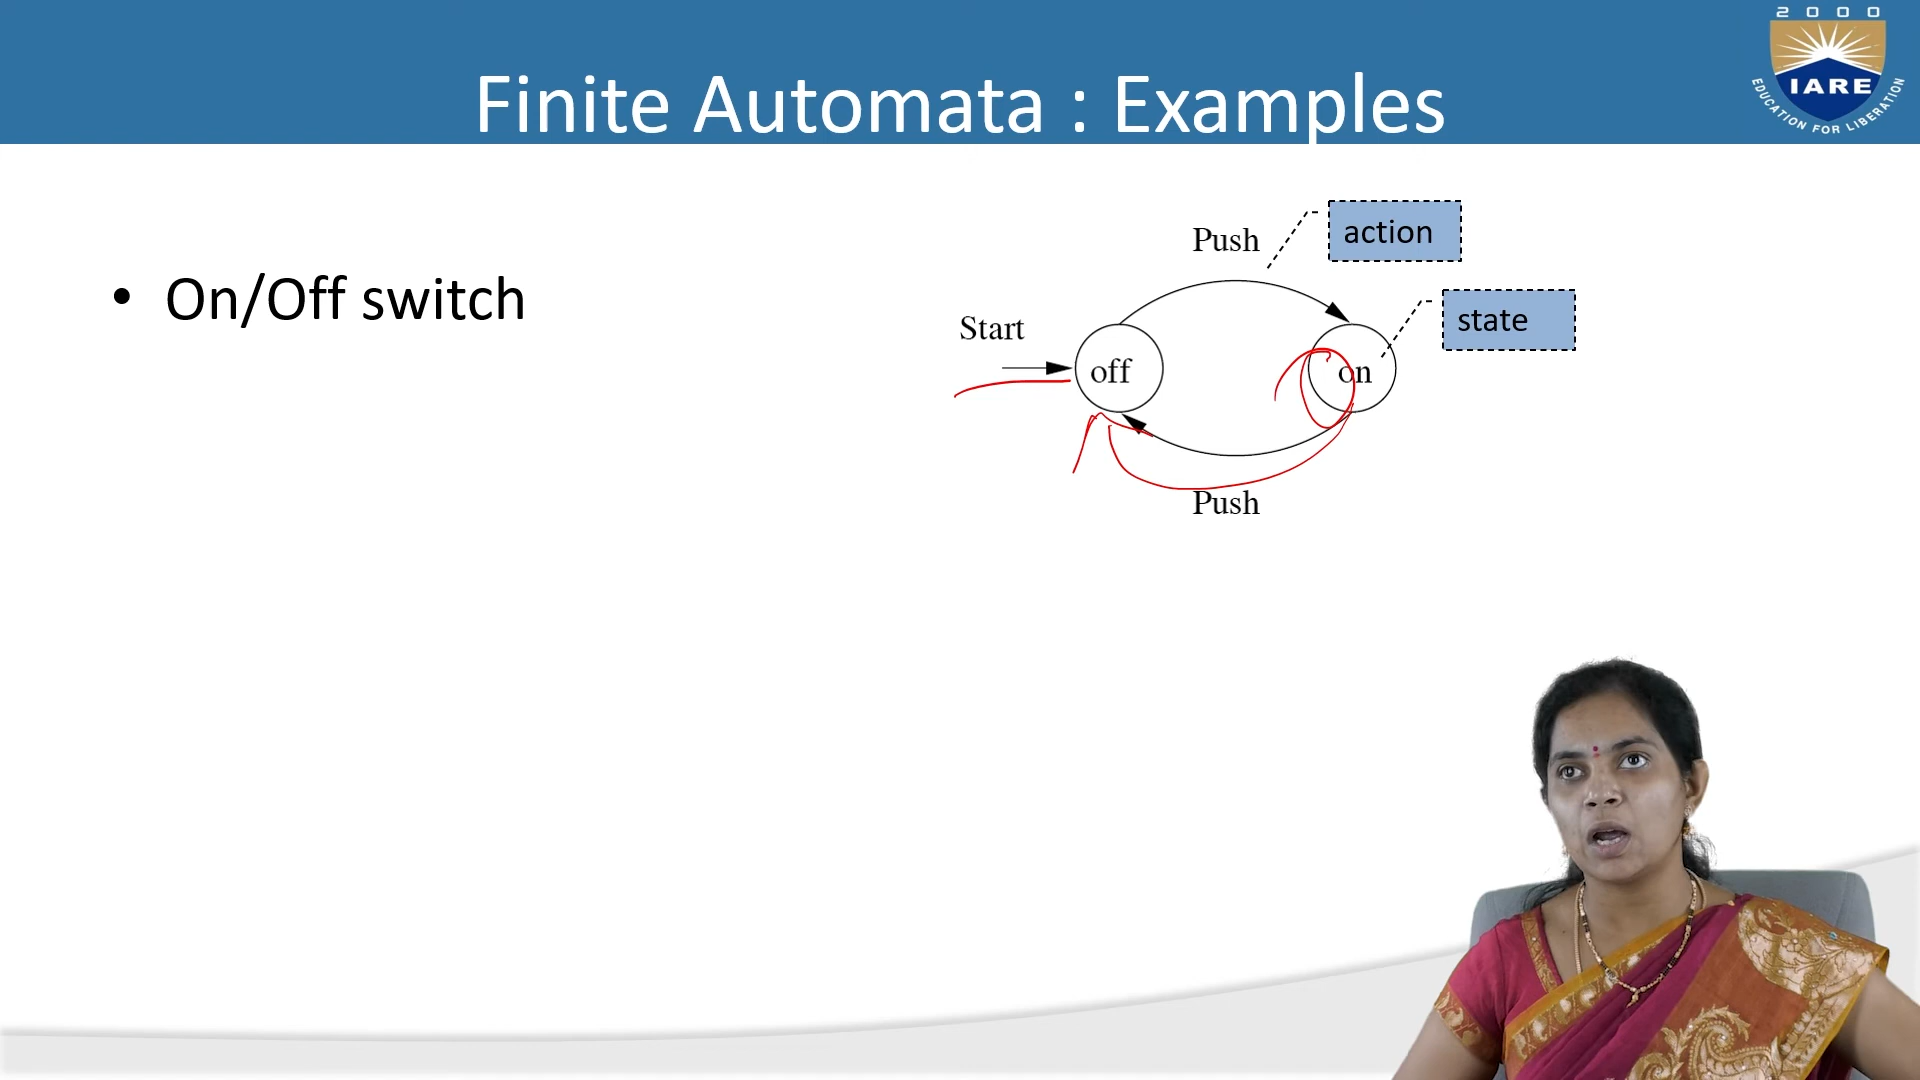 2000
IARE
EDUCATION FOR LIBERATION
Finite Automata : Examples
• On/Off switch
Push
action
Start
state
off
on
Push